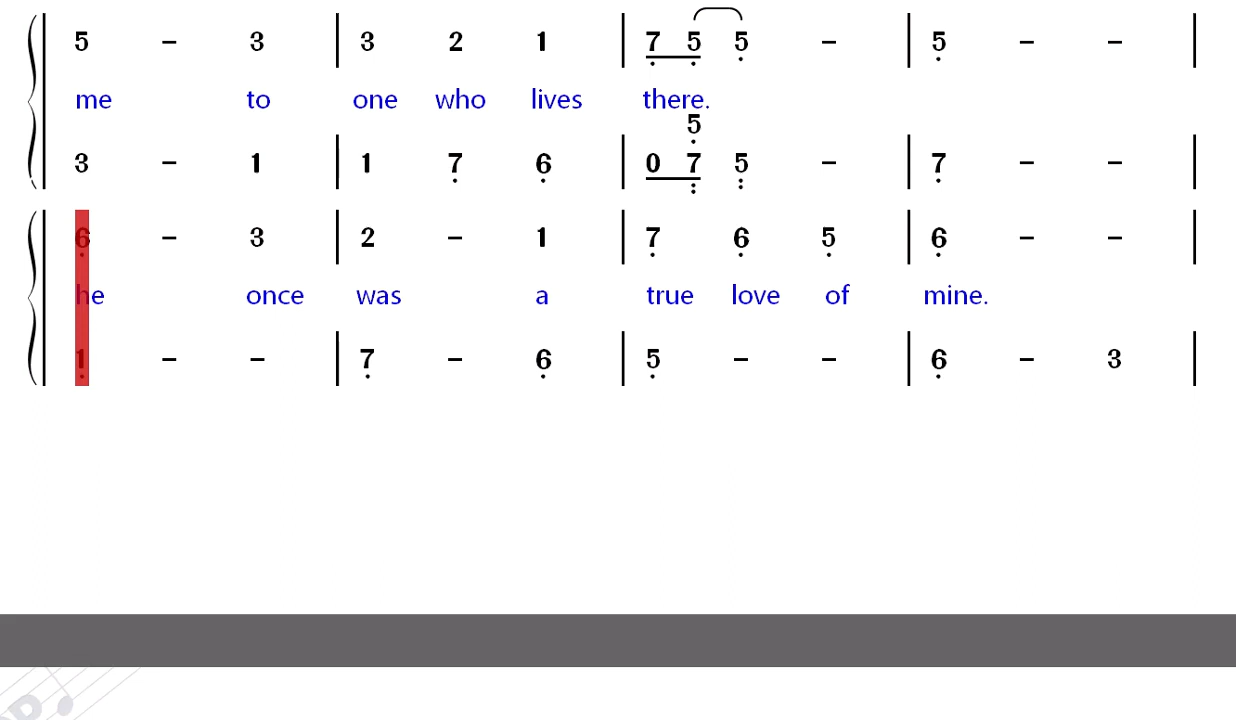 5 – 3 | 3 2 1 | 7 5 5 – | 5 – –
me to one who lives there.
5
3 – 1 | 1 7 6 | 0 7 5 – | 7 – –
6 – 3 | 2 – 1 | 7 6 5 | 6 – –
he once was a true love of mine.
1 – – | 7 – 6 | 5 – – | 6 – 3